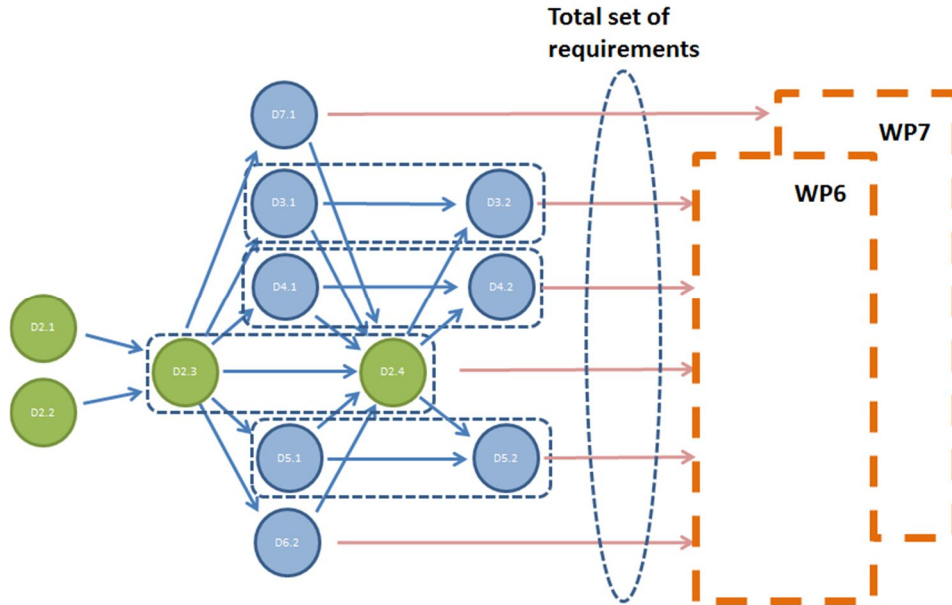 Total set of
requirements
D7.1
WP7
WP6
D3.1
D3.2
D4.1
D4.2
D2.1
D2.3
D2.4
D2.2
D5.1
D5.2
D6.2